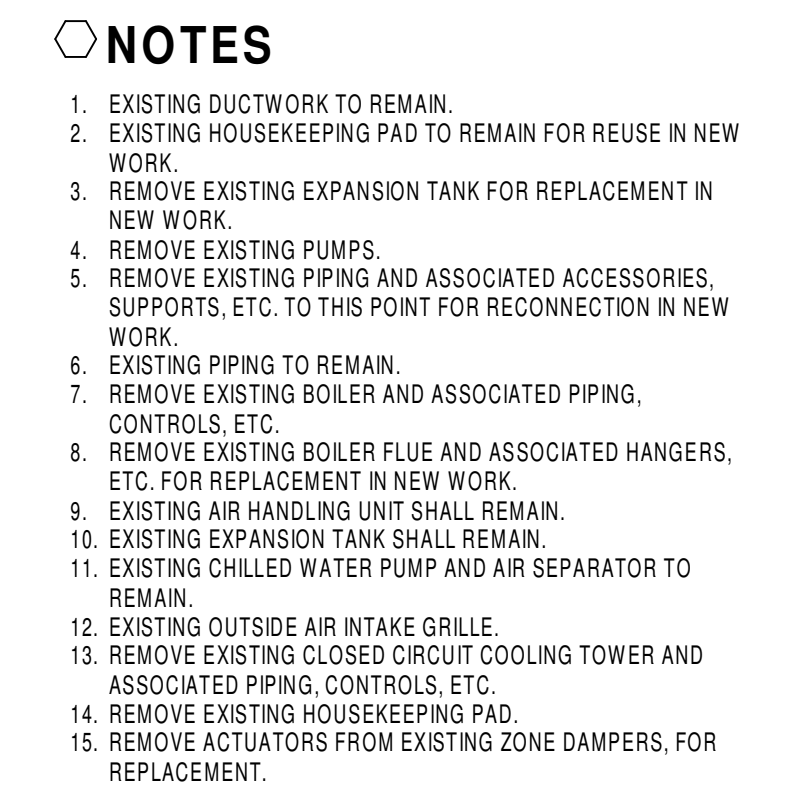 NOTES
1. EXISTING DUCTWORK TO REMAIN.
2. EXISTING HOUSEKEEPING PAD TO REMAIN FOR REUSE IN NEW
WORK.
3. REMOVE EXISTING EXPANSION TANK FOR REPLACEMENT IN
NEW WORK.
4. REMOVE EXISTING PUMPS.
5. REMOVE EXISTING PIPING AND ASSOCIATED ACCESSORIES,
SUPPORTS, ETC. TO THIS POINT FOR RECONNECTION IN NEW
WORK.
6. EXISTING PIPING TO REMAIN.
7. REMOVE EXISTING BOILER AND ASSOCIATED PIPING,
CONTROLS, ETC.
8. REMOVE EXISTING BOILER FLUE AND ASSOCIATED HANGERS,
ETC. FOR REPLACEMENT IN NEW WORK.
9. EXISTING AIR HANDLING UNIT SHALL REMAIN.
10. EXISTING EXPANSION TANK SHALL REMAIN.
11. EXISTING CHILLED WATER PUMP AND AIR SEPARATOR TO
REMAIN.
12. EXISTING OUTSIDE AIR INTAKE GRILLE.
13. REMOVE EXISTING CLOSED CIRCUIT COOLING TOWER AND
ASSOCIATED PIPING, CONTROLS, ETC.
14. REMOVE EXISTING HOUSEKEEPING PAD.
15. REMOVE ACTUATORS FROM EXISTING ZONE DAMPERS, FOR
REPLACEMENT.